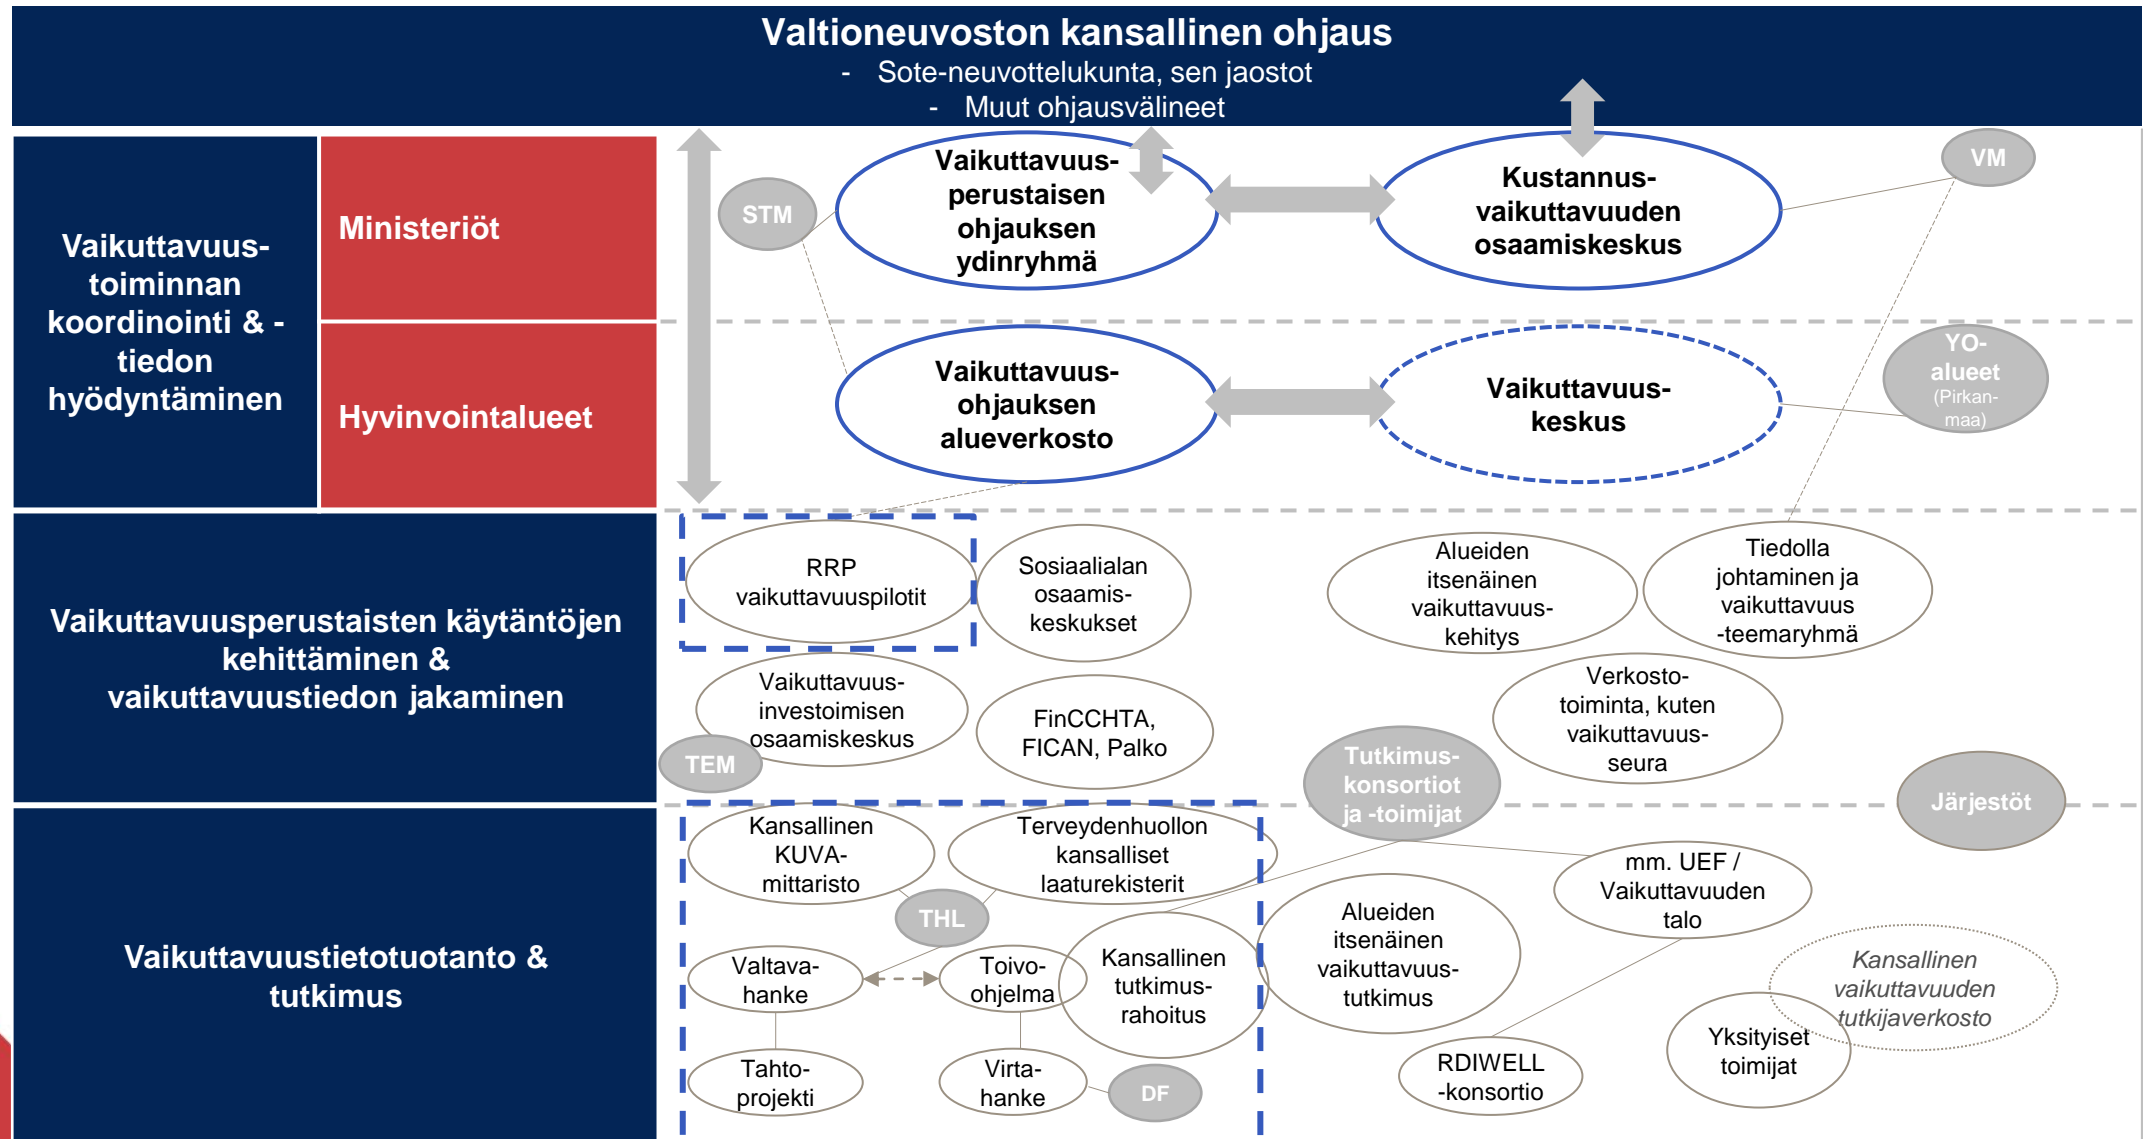 Valtioneuvoston kansallinen ohjaus
- Sote-neuvottelukunta, sen jaostot
- Muut ohjausvälineet
Vaikuttavuus-
toiminnan
koordinointi & -
tiedon
hyödyntäminen
Ministeriöt
STM
Vaikuttavuus-
perustaisen
ohjauksen
ydinryhmä
Kustannus-
vaikuttavuuden
osaamiskeskus
VM
Hyvinvointalueet
Vaikuttavuus-
ohjauksen
alueverkosto
Vaikuttavuus-
keskus
YO-
alueet
(Pirkan-
maa)
Vaikuttavuusperustaisten käytäntöjen
kehittäminen &
vaikuttavuustiedon jakaminen
RRP
vaikuttavuuspilotit
Sosiaalialan
osaamis-
keskukset
Alueiden
itsenäinen
vaikuttavuus-
kehitys
Tiedolla
johtaminen ja
vaikuttavuus
-teemaryhmä
Vaikuttavuus-
investoimisen
osaamiskeskus
TEM
FinCCHTA,
FICAN, Palko
Verkosto-
toiminta, kuten
vaikuttavuus-
seura
Tutkimus-
konsortiot
ja -toimijat
Järjestöt
Vaikuttavuustietotuotanto &
tutkimus
Kansallinen
KUVA-
mittaristo
Terveydenhuollon
kansalliset
laaturekisterit
THL
mm. UEF /
Vaikuttavuuden
talo
Valtava-
hanke
Toivo-
ohjelma
Kansallinen
tutkimus-
rahoitus
Alueiden
itsenäinen
vaikuttavuus-
tutkimus
Kansallinen
vaikuttavuuden
tutkijaverkosto
Yksityiset
toimijat
Tahto-
projekti
Virta-
hanke
DF
RDIWELL
-konsortio